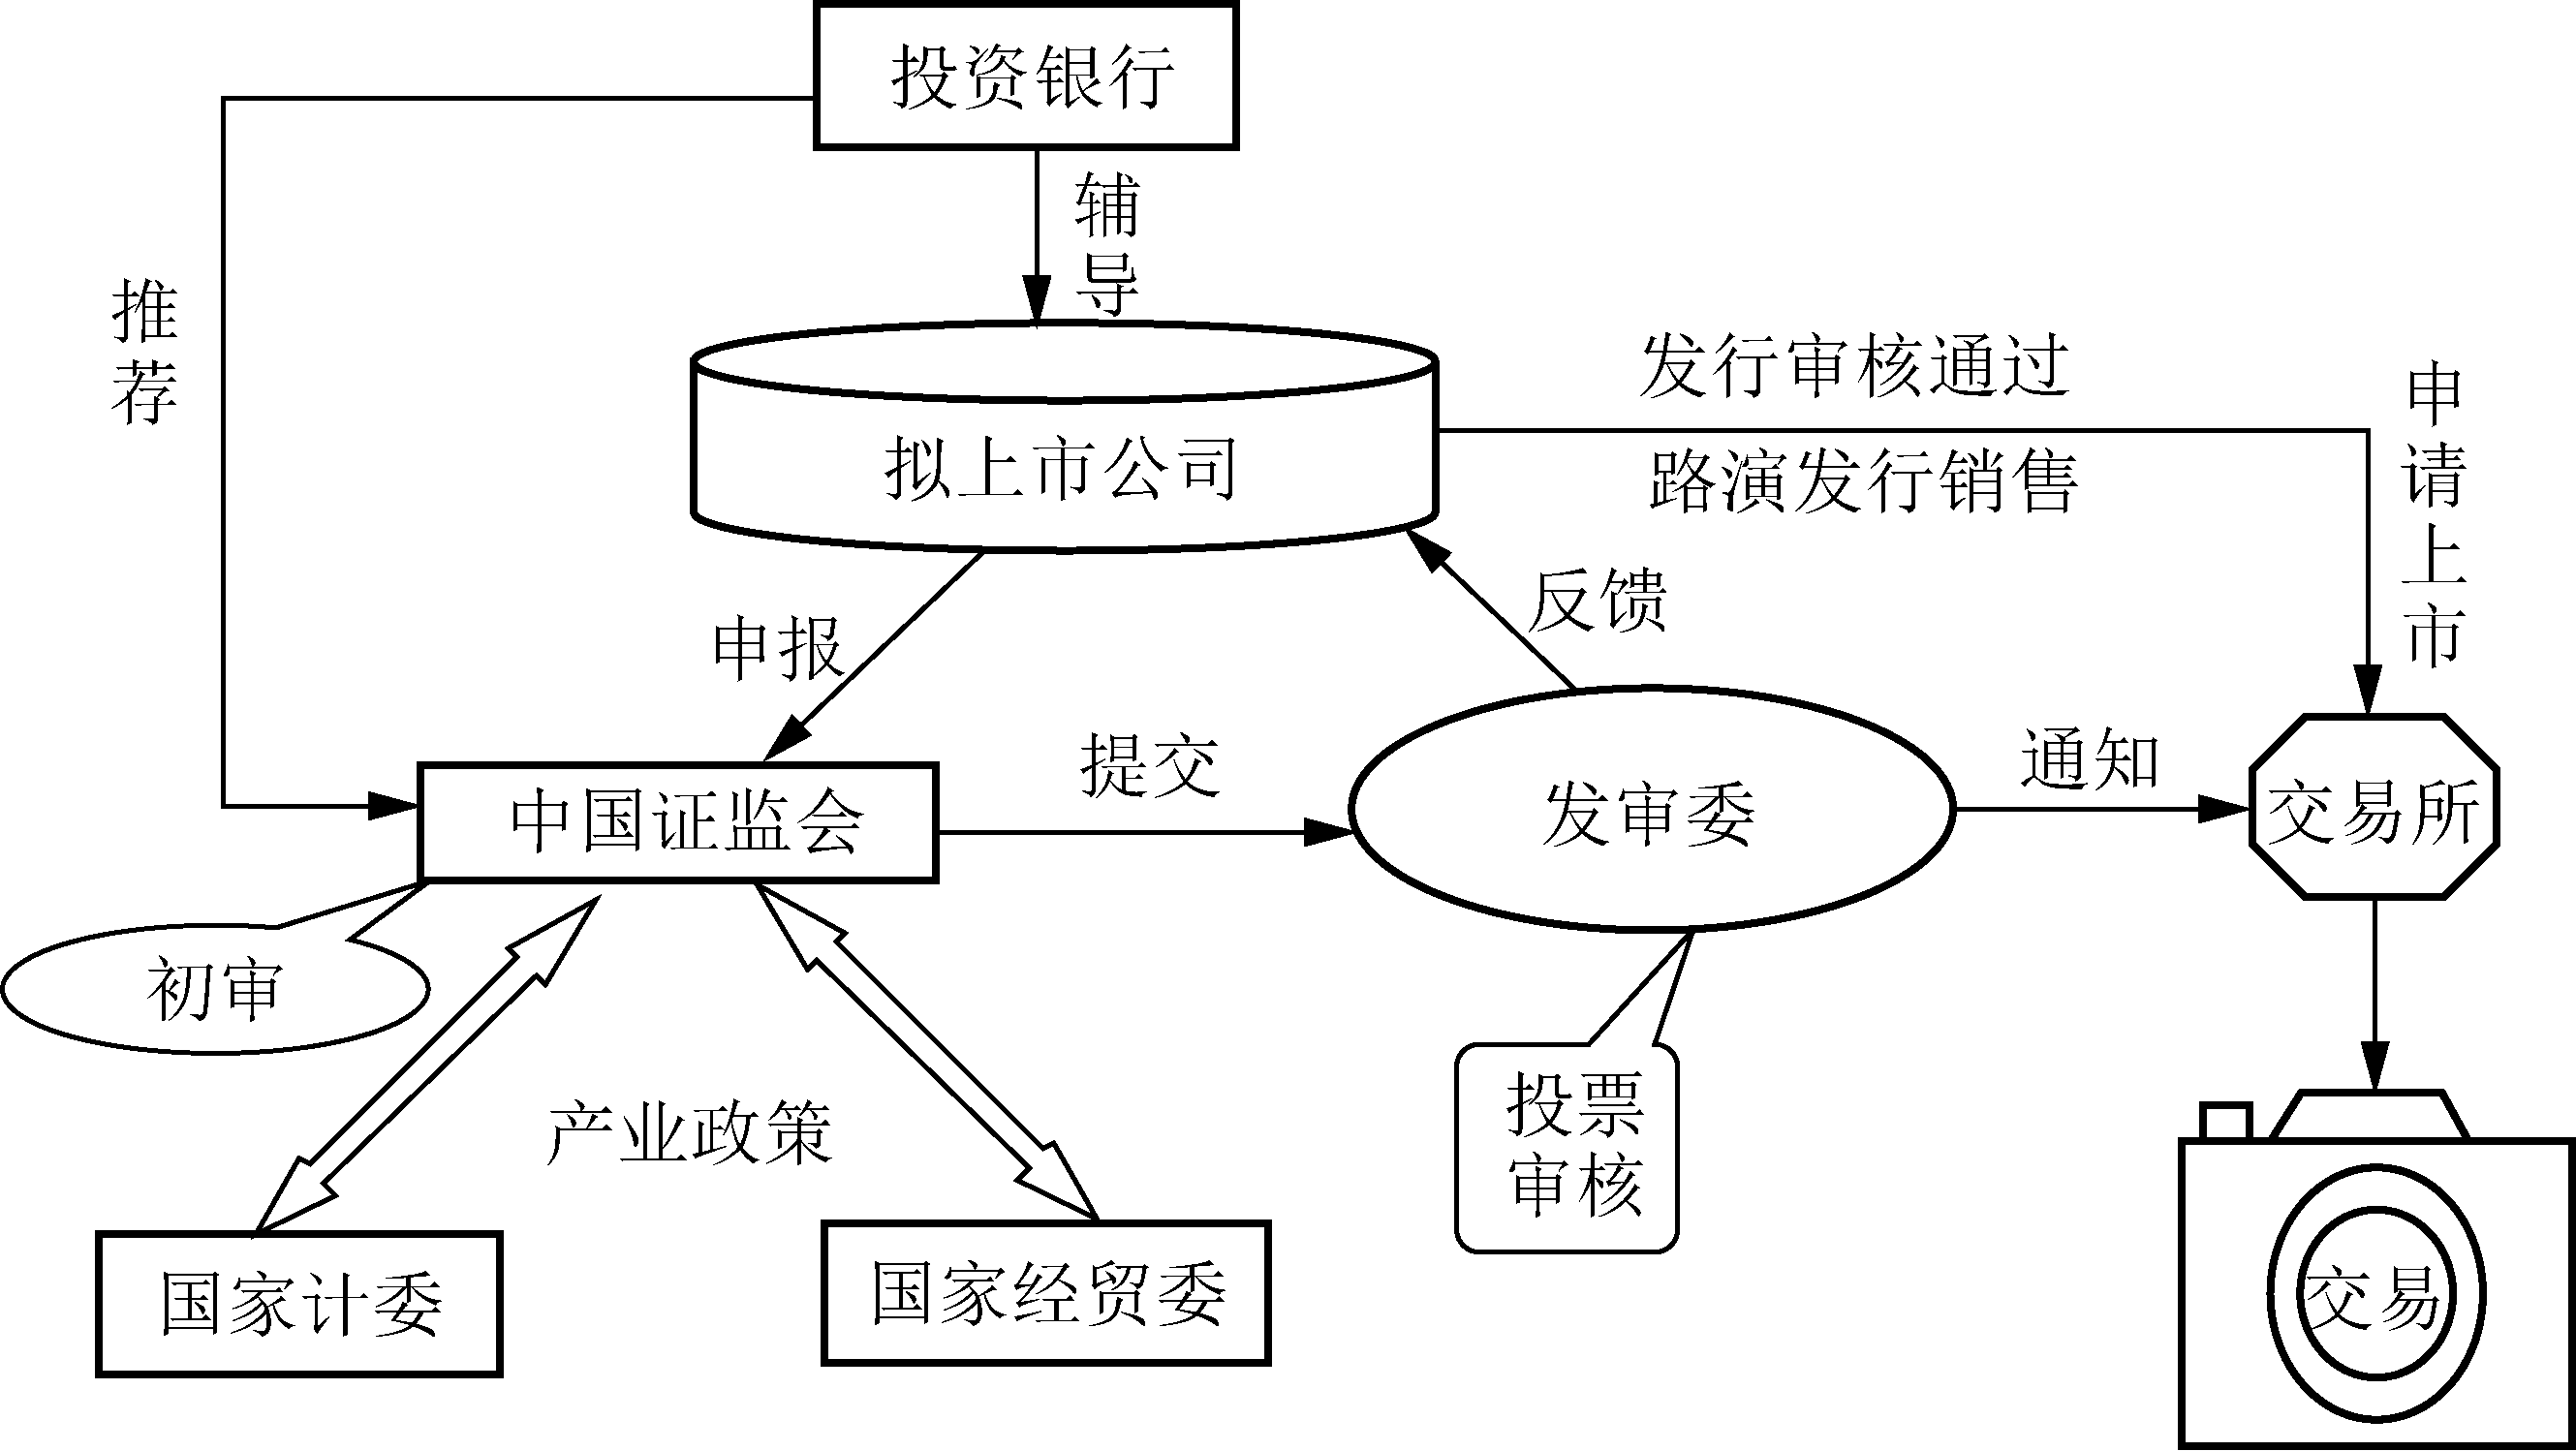 投资银行
辅导
推荐
拟上市公司
发行审核通过
路演发行销售
申请上市
申报
反馈
中国证监会
提交
发审委
通知
交易所
初审
产业政策
投票
审核
国家计委
国家经贸委
交易